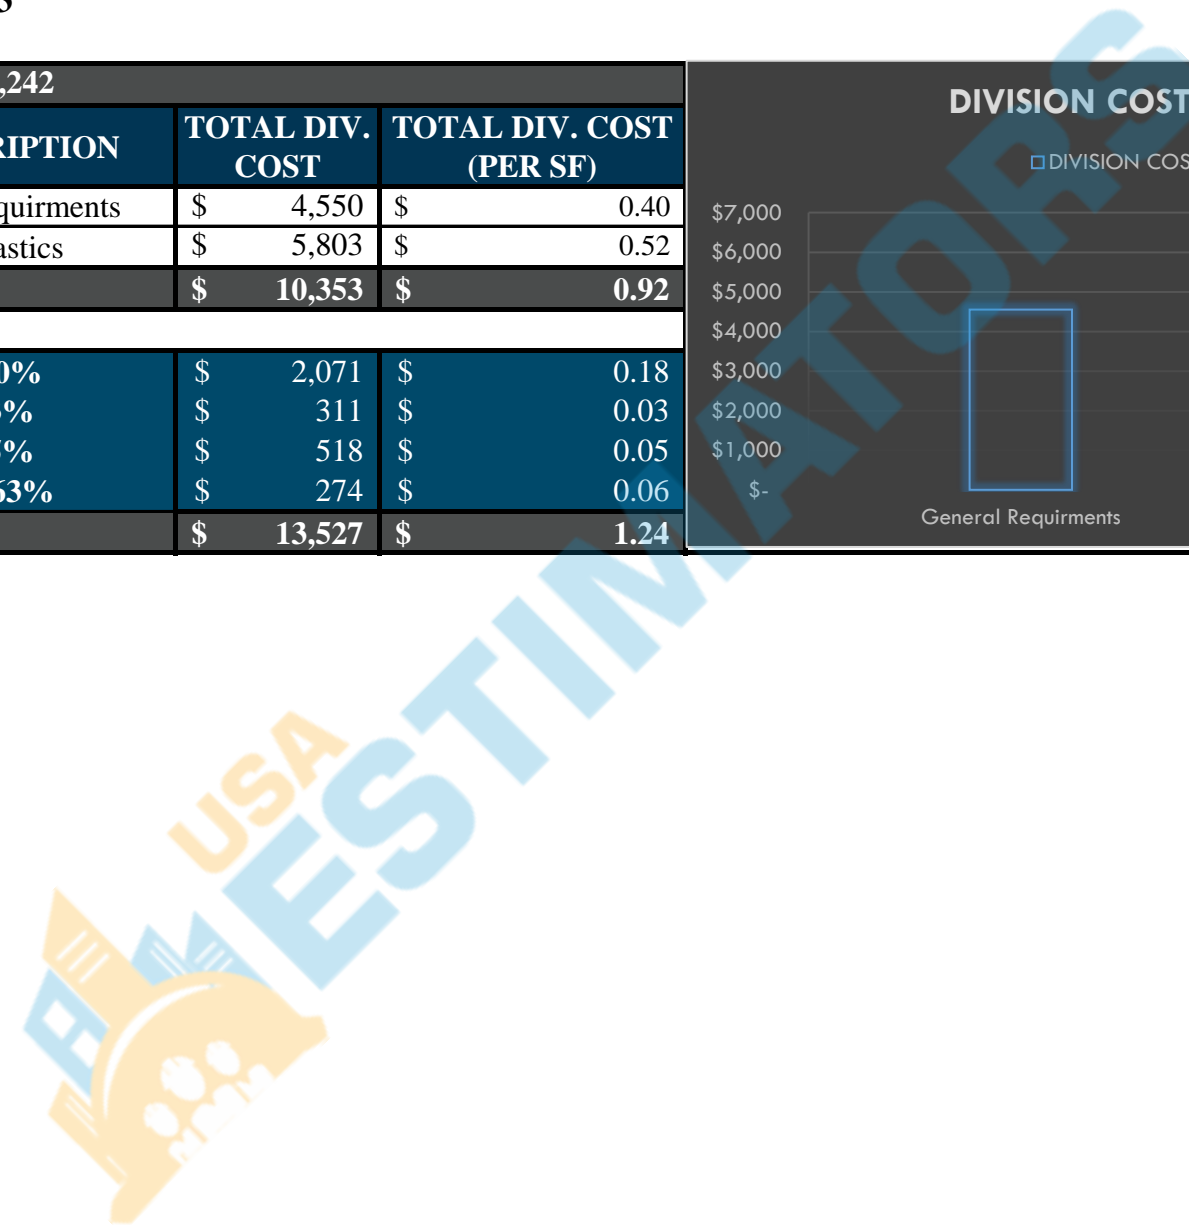 ,242
RIPTION TOTAL DIV. COST TOTAL DIV. COST (PER SF)
quirments $ 4,550 $ 0.40
astics $ 5,803 $ 0.52
$ 10,353 $ 0.92
0% $ 2,071 $ 0.18
% $ 311 $ 0.03
% $ 518 $ 0.05
63% $ 274 $ 0.06
$ 13,527 $ 1.24
DIVISION COST
DIVISION COS
$7,000
$6,000
$5,000
$4,000
$3,000
$2,000
$1,000
$-
General Requirments
USA
ESTIMATORS